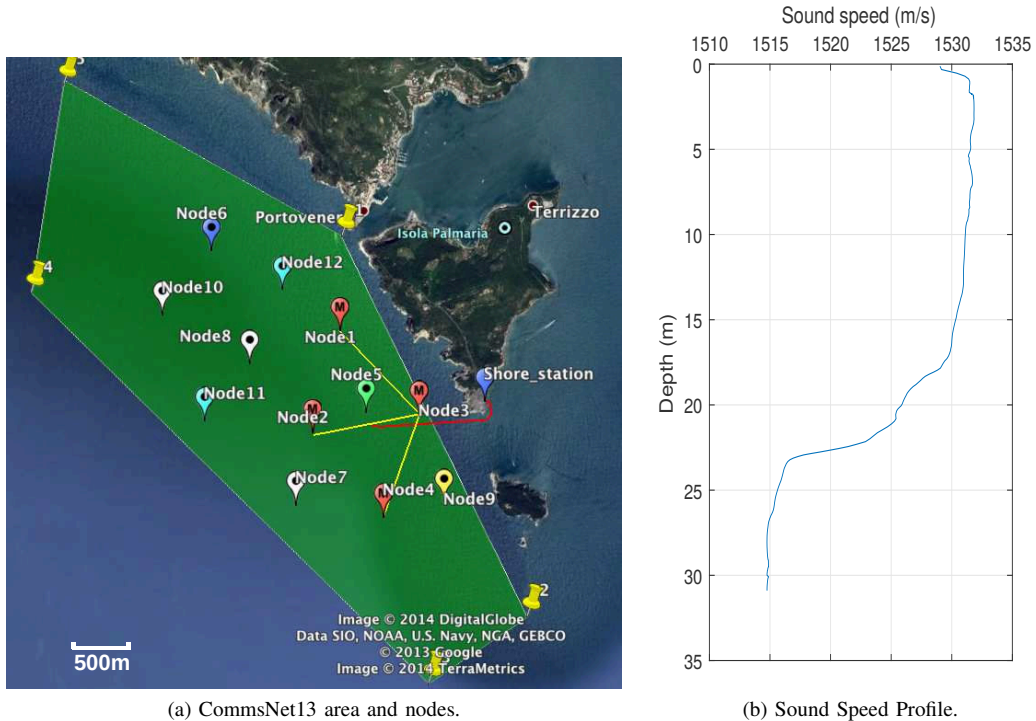 3
1
Portovener
Terrizzo
Isola Palmaria
Node6
Node12
4
Node10
M
Node1
Node8
Node5
Shore_station
M
Node3
Node11
M
Node2
Node7
M
Node4
Node9
2
Image © 2014 DigitalGlobe
Data SIO, NOAA, U.S. Navy, NGA, GEBCO
© 2013 Google
Image © 2014 TerraMetrics
500m
(a) CommsNet13 area and nodes.
Sound speed (m/s)
1510 1515 1520 1525 1530 1535
0
5
10
15
20
25
30
35
Depth (m)
(b) Sound Speed Profile.